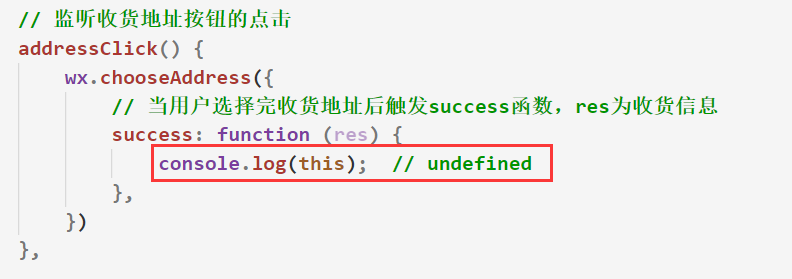 // 监听收货地址按钮的点击
addressClick() {
wx.chooseAddress({
// 当用户选择完收货地址后触发success函数，res为收货信息
success: function (res) {
console.log(this);  // undefined
},
})
},